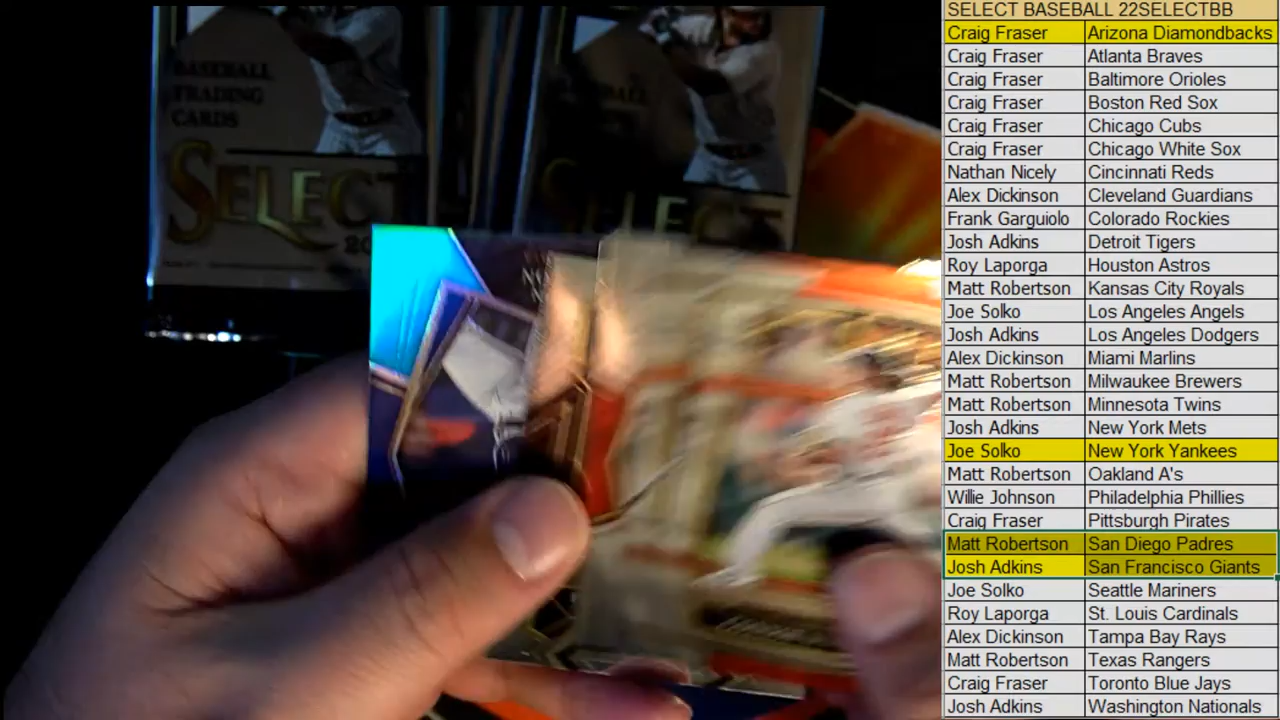 BASEBALL
TRADING
CARDS
SELECT
SELECT
SELECT BASEBALL 22SELECTBB
Craig Fraser Arizona Diamondbacks
Craig Fraser Atlanta Braves
Craig Fraser Baltimore Orioles
Craig Fraser Boston Red Sox
Craig Fraser Chicago Cubs
Craig Fraser Chicago White Sox
Nathan Nicely Cincinnati Reds
Alex Dickinson Cleveland Guardians
Frank Garguiolo Colorado Rockies
Josh Adkins Detroit Tigers
Roy Laporga Houston Astros
Matt Robertson Kansas City Royals
Joe Solko Los Angeles Angels
Josh Adkins Los Angeles Dodgers
Alex Dickinson Miami Marlins
Matt Robertson Milwaukee Brewers
Matt Robertson Minnesota Twins
Josh Adkins New York Mets
Joe Solko New York Yankees
Matt Robertson Oakland A's
Willie Johnson Philadelphia Phillies
Craig Fraser Pittsburgh Pirates
Matt Robertson San Diego Padres
Josh Adkins San Francisco Giants
Joe Solko Seattle Mariners
Roy Laporga St. Louis Cardinals
Alex Dickinson Tampa Bay Rays
Matt Robertson Texas Rangers
Craig Fraser Toronto Blue Jays
Josh Adkins Washington Nationals